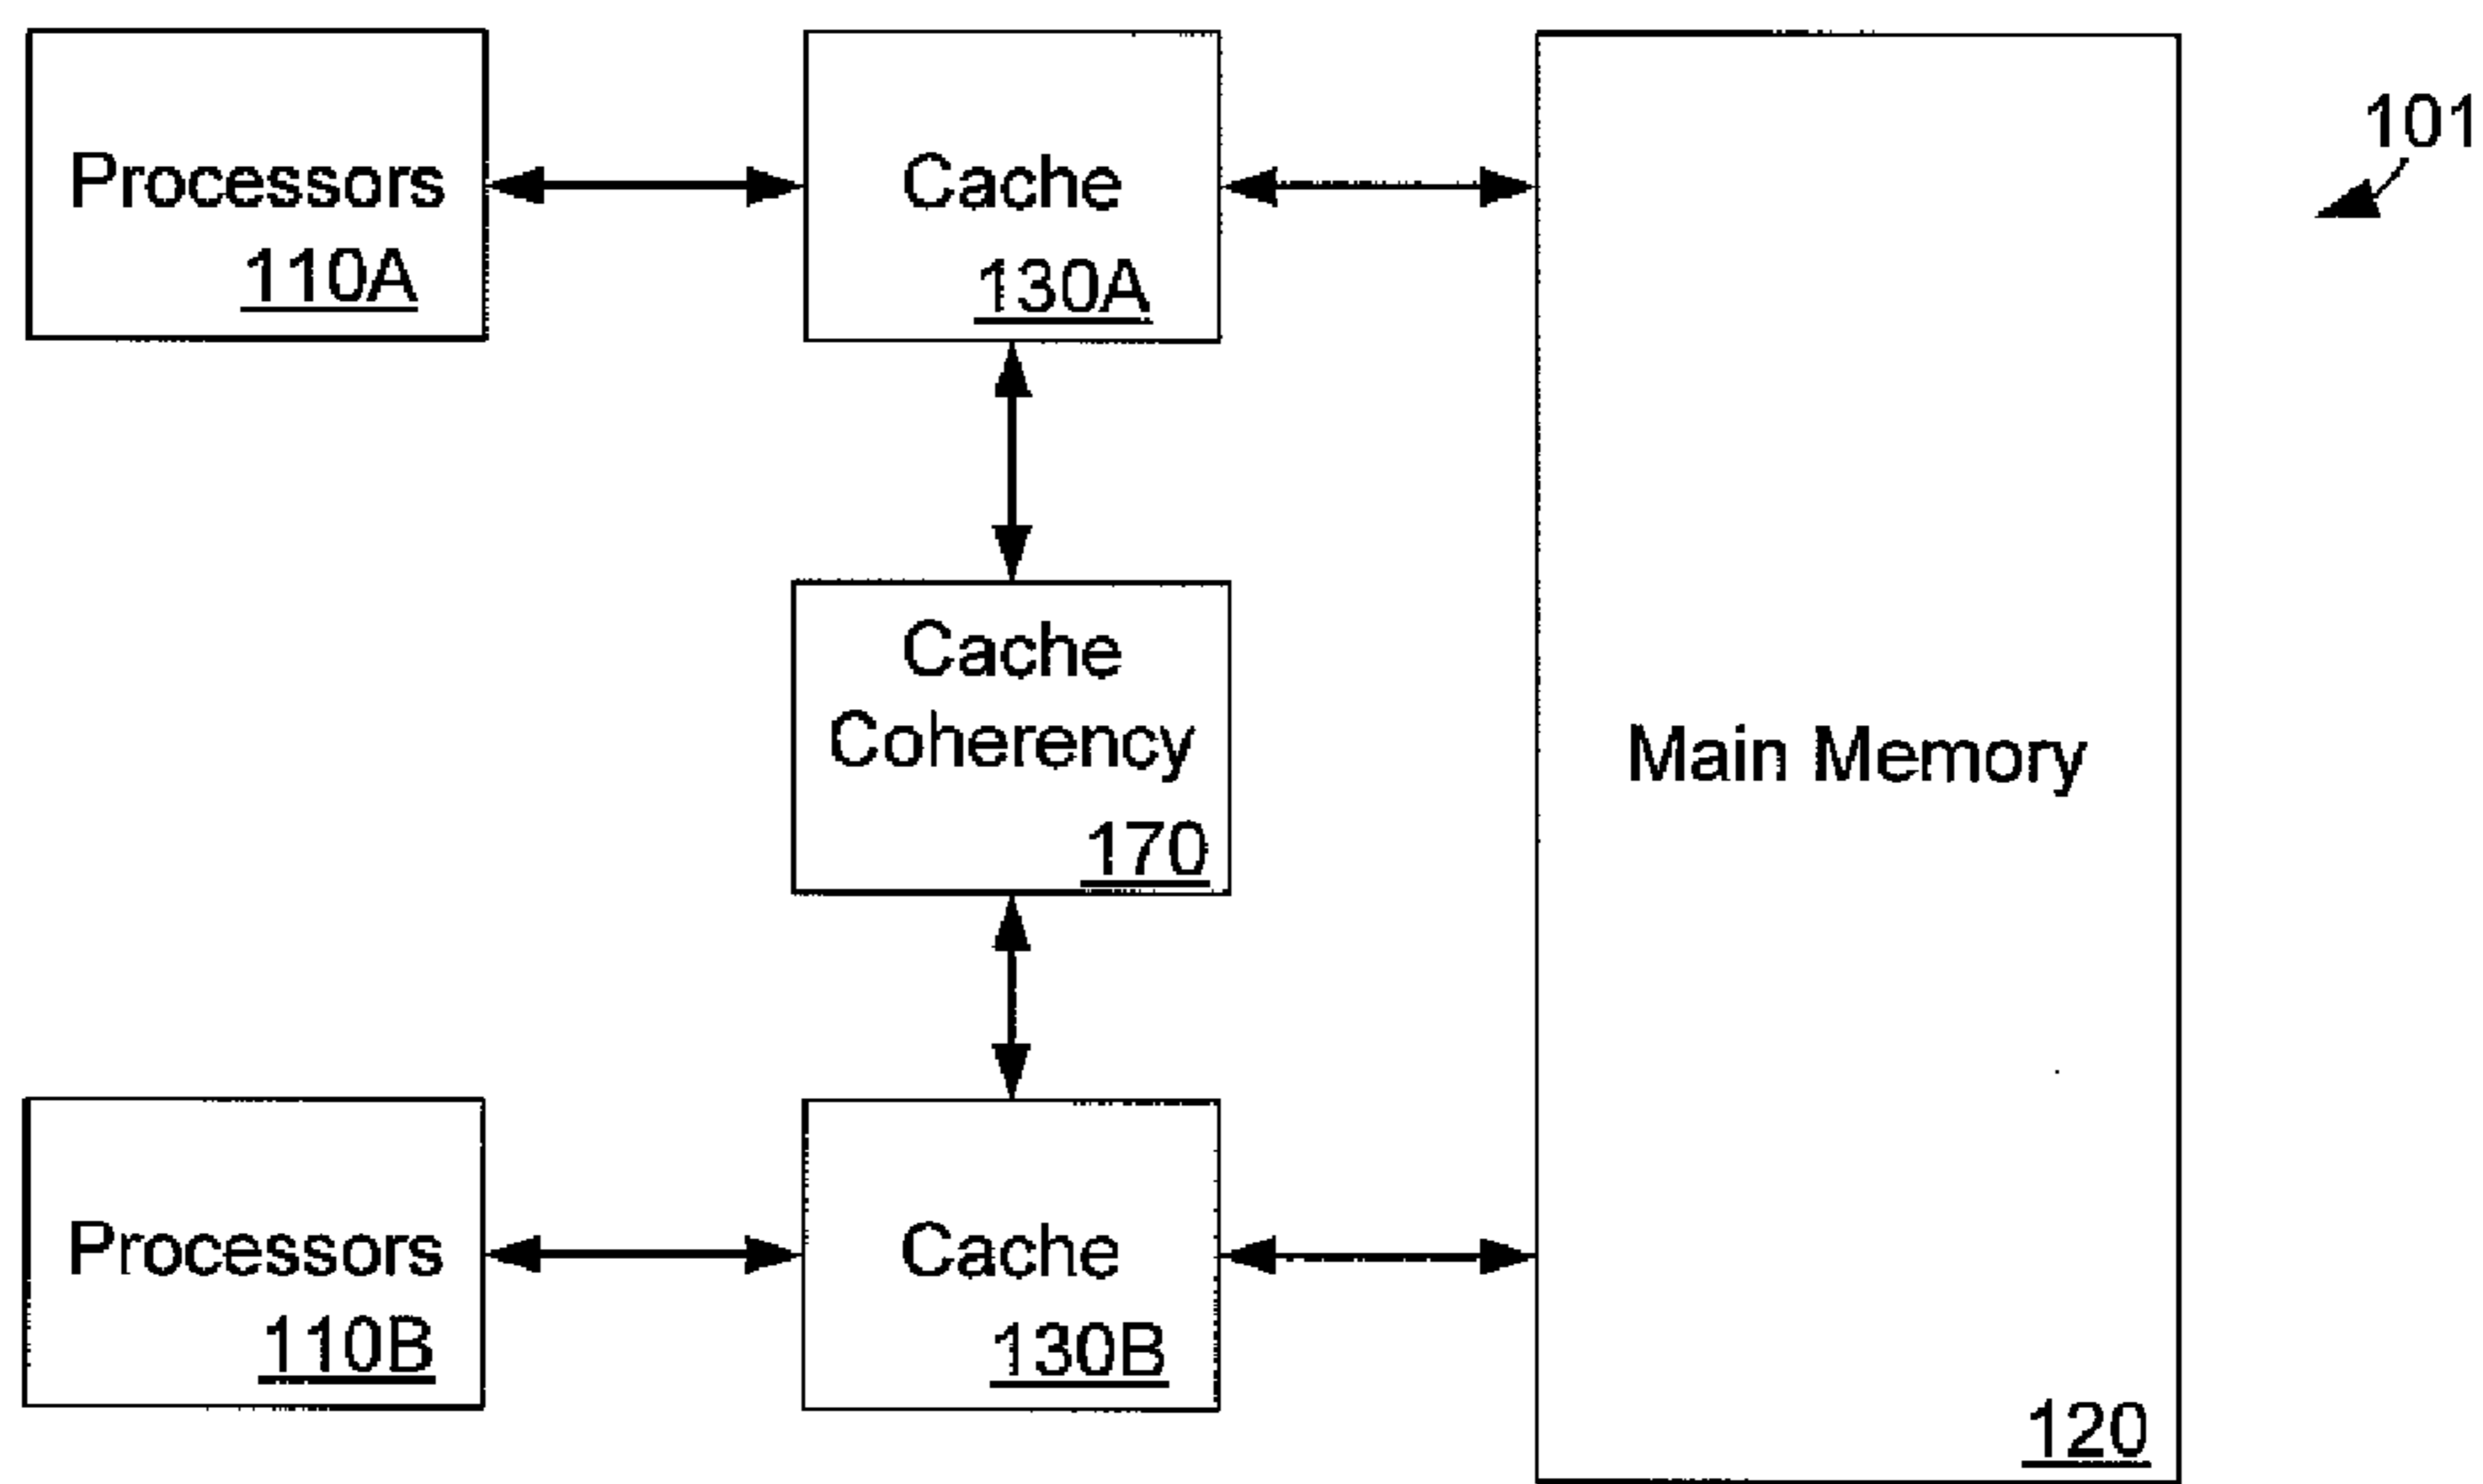 Processors
110A
Cache
130A
101
Cache
Coherency
170
Main Memory
Processors
110B
Cache
130B
120